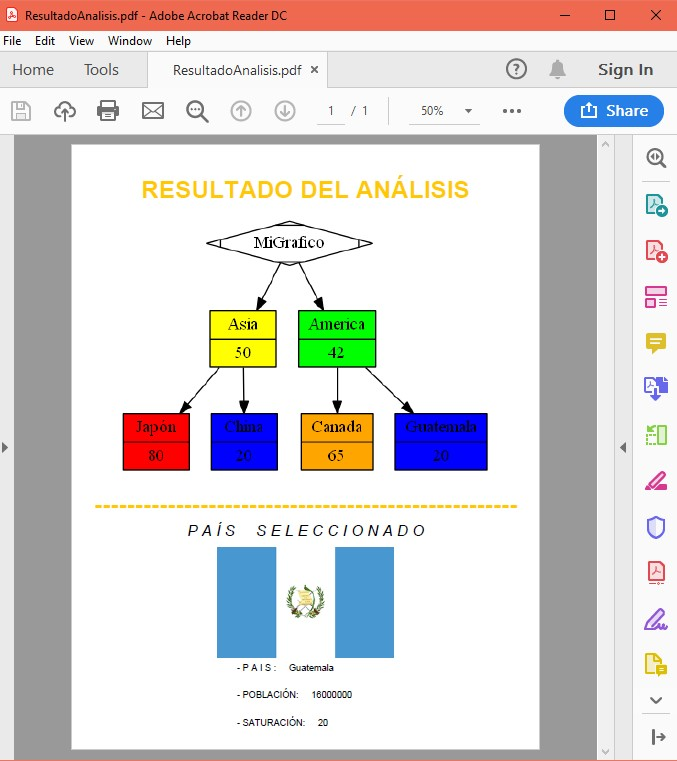 ResultadoAnalisis.pdf - Adobe Acrobat Reader DC
File Edit View Window Help
Home Tools ResultadoAnalisis.pdf × Sign In
1 / 1 50% Share
RESULTADO DEL ANÁLISIS
MiGrafico
Asia America
50 42
Japón China Canada Guatemala
80 20 65 20
PAÍS SELECCIONADO
- P A I S : Guatemala
- POBLACIÓN: 16000000
- SATURACIÓN: 20